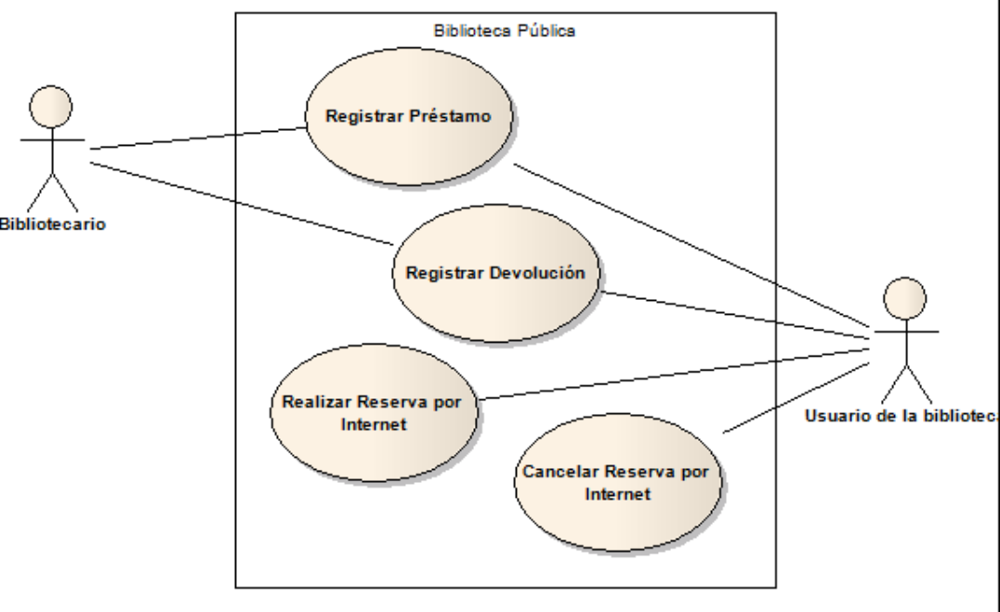 Biblioteca Pública
Registrar Préstamo
Bibliotecario
Registrar Devolución
Realizar Reserva por
Internet
Usuario de la bibliotec
Cancelar Reserva por
Internet